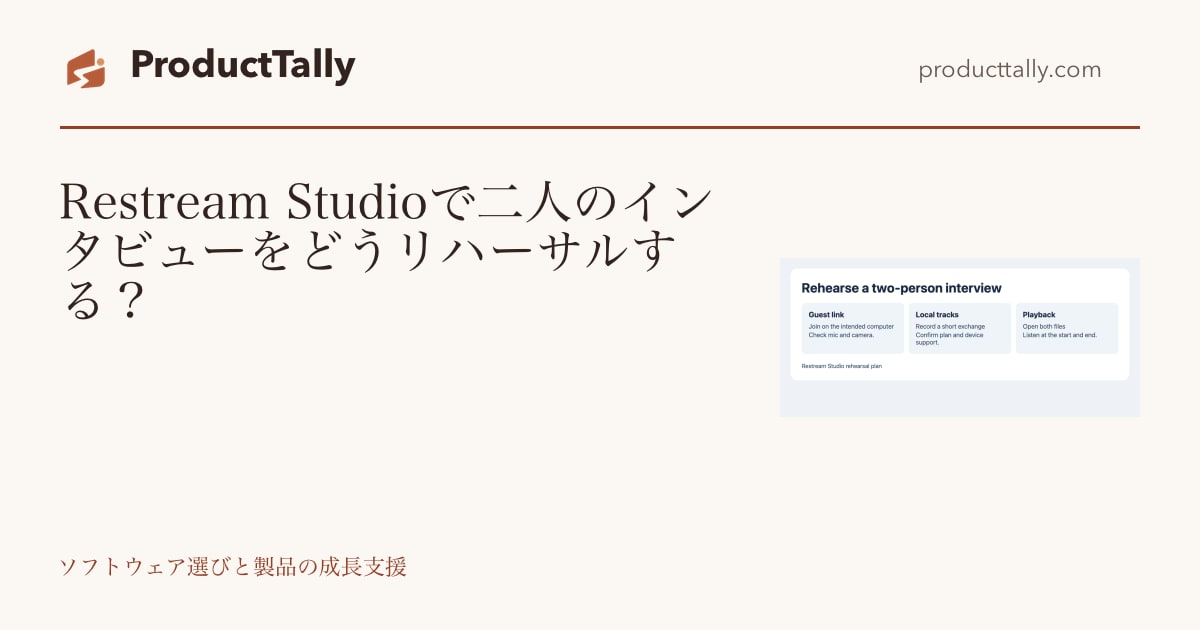 ProductTally
producttally.com
Restream Studioで二人のイン
タビューをどうリハーサルす
る？
Rehearse a two-person interview
Guest link
Join on the intended computer
Check mic and camera.
Local tracks
Record a short exchange
Confirm plan and device
support.
Playback
Open both files
Listen at the start and end.
Restream Studio rehearsal plan
ソフトウェア選びと製品の成長支援